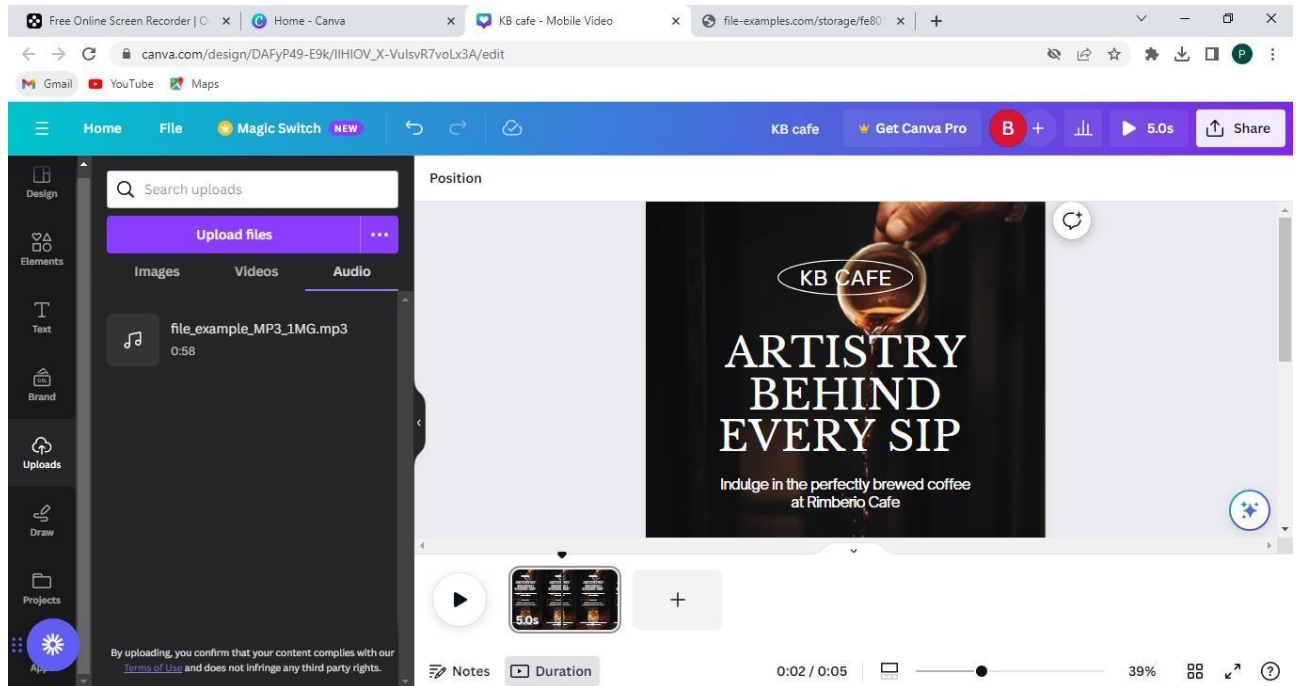 Free Online Screen Recorder | O
Home - Canva
KB cafe - Mobile Video
file-examples.com/storage/fe80
canva.com/design/DAFyP49-E9k/IIHIOV_X-VulsvR7voLx3A/edit
P
Gmail
YouTube
Maps
Home
File
Magic Switch
NEW
KB cafe
Get Canva Pro
B
+
5.0s
Share
Design
Elements
Text
Brand
Uploads
Draw
Projects
Search uploads
Upload files
Images
Videos
Audio
file_example_MP3_1MG.mp3
0:58
By uploading, you confirm that your content complies with our
Terms of Use and does not infringe any third party rights.
Position
KB CAFE
ARTISTRY
BEHIND
EVERY SIP
Indulge in the perfectly brewed coffee
at Rimberio Cafe
5.0s
+
Notes
Duration
0:02 / 0:05
39%